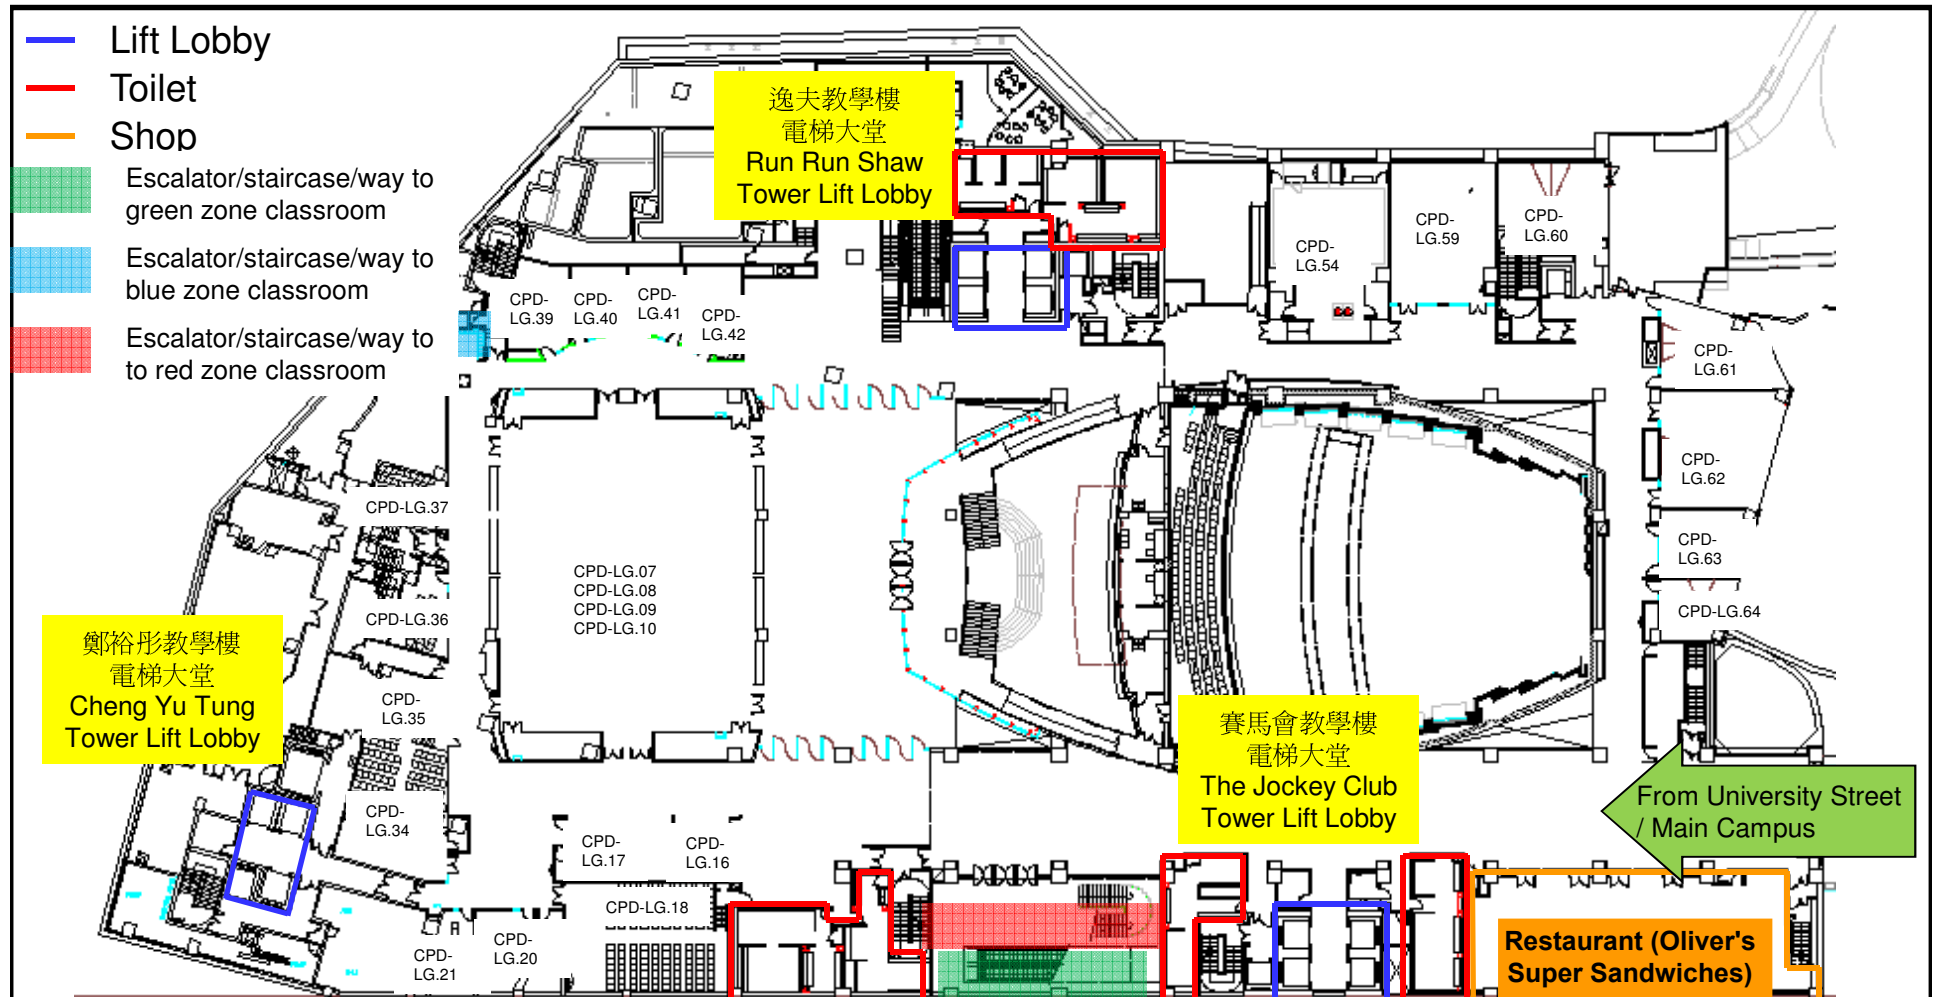 Lift Lobby
Toilet
Shop
Escalator/staircase/way to
green zone classroom
Escalator/staircase/way to
blue zone classroom
Escalator/staircase/way to
to red zone classroom
逸夫教學樓
電梯大堂
Run Run Shaw
Tower Lift Lobby
CPD-
LG.54
CPD-
LG.59
CPD-
LG.60
CPD-
LG.39
CPD-
LG.40
CPD-
LG.41
CPD-
LG.42
CPD-
LG.61
CPD-
LG.62
CPD-
LG.63
CPD-LG.64
CPD-LG.37
CPD-LG.36
CPD-LG.07
CPD-LG.08
CPD-LG.09
CPD-LG.10
鄭裕彤教學樓
電梯大堂
Cheng Yu Tung
Tower Lift Lobby
CPD-
LG.35
CPD-
LG.34
賽馬會教學樓
電梯大堂
The Jockey Club
Tower Lift Lobby
From University Street
/ Main Campus
CPD-
LG.17
CPD-
LG.16
CPD-LG.18
CPD-
LG.20
CPD-
LG.21
Restaurant (Oliver's
Super Sandwiches)